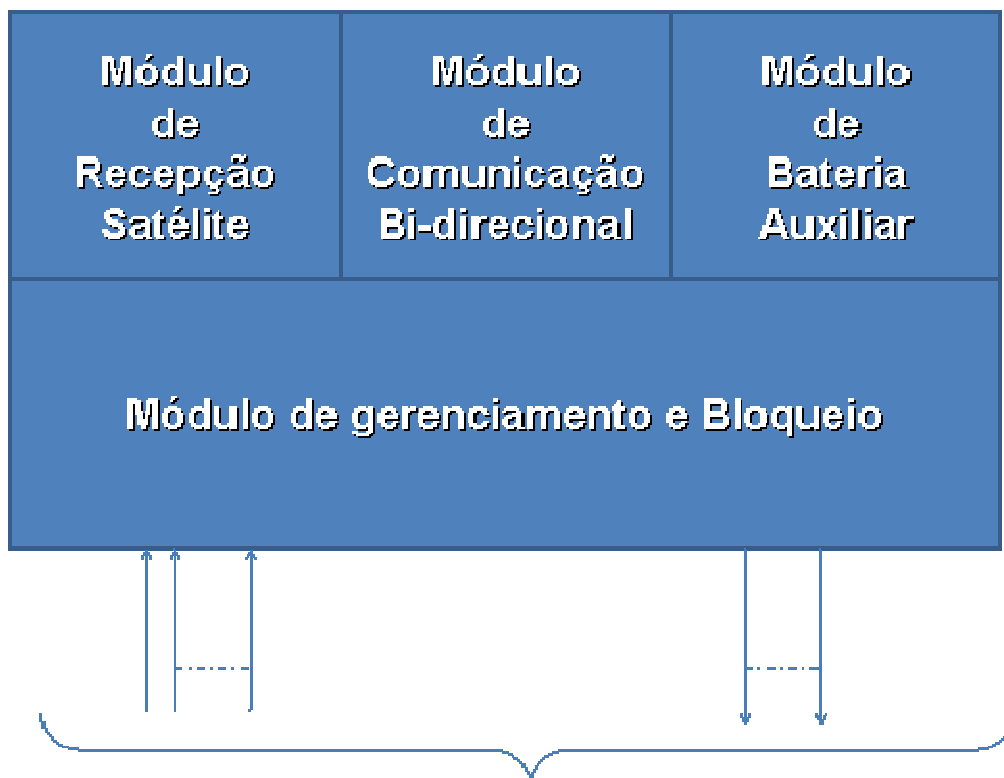 Módulo
de
Recepção
Satélite
Módulo
de
Comunicação
Bi-direcional
Módulo
de
Bateria
Auxiliar
Módulo de gerenciamento e Bloqueio